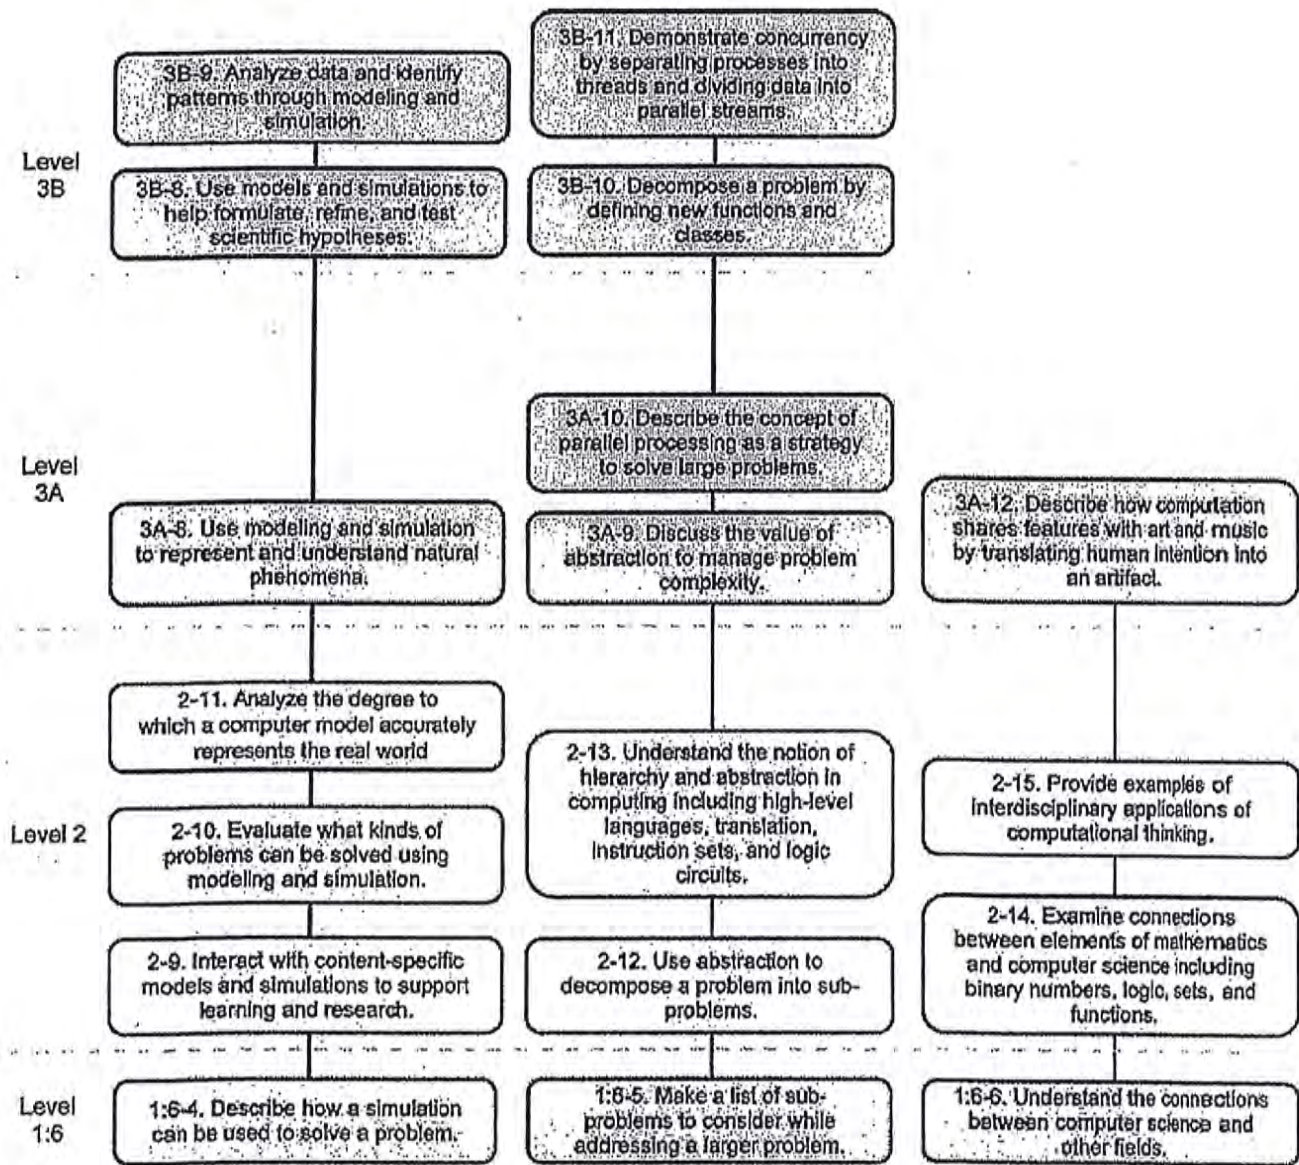 3B-11. Demonstrate concurrency
by separating processes into
threads and dividing data into
parallel streams.
3B-9. Analyze data and identify
patterns through modeling and
simulation.
Level
3B
3B-8. Use models and simulations to
help formulate, refine, and test
scientific hypotheses.
3B-10. Decompose a problem by
defining new functions and
classes.
Level
3A
3A-10. Describe the concept of
parallel processing as a strategy
to solve large problems.
3A-8. Use modeling and simulation
to represent and understand natural
phenomena.
3A-9. Discuss the value of
abstraction to manage problem
complexity.
3A-12. Describe how computation
shares features with art and music
by translating human intention into
an artifact.
2-11. Analyze the degree to
which a computer model accurately
represents the real world
2-13. Understand the notion of
hierarchy and abstraction in
computing including high-level
languages, translation,
instruction sets, and logic
circuits.
2-15. Provide examples of
interdisciplinary applications of
computational thinking.
Level 2
2-10. Evaluate what kinds of
problems can be solved using
modeling and simulation.
2-9. Interact with content-specific
models and simulations to support
learning and research.
2-12. Use abstraction to
decompose a problem into sub-
problems.
2-14. Examine connections
between elements of mathematics
and computer science including
binary numbers, logic, sets, and
functions.
Level
1:6
1:6-4. Describe how a simulation
can be used to solve a problem.
1:6-5. Make a list of sub-
problems to consider while
addressing a larger problem.
1:6-6. Understand the connections
between computer science and
other fields.